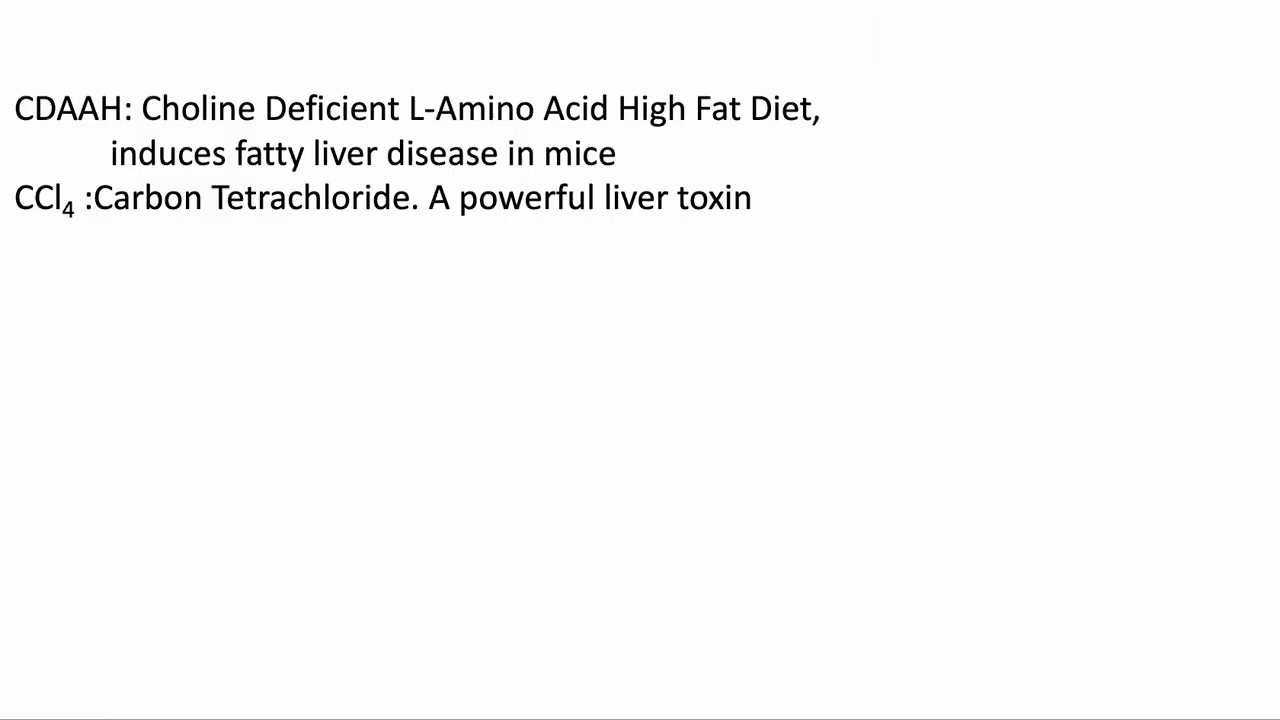 CDAAH: Choline Deficient L-Amino Acid High Fat Diet,
induces fatty liver disease in mice
CCl₄ :Carbon Tetrachloride. A powerful liver toxin